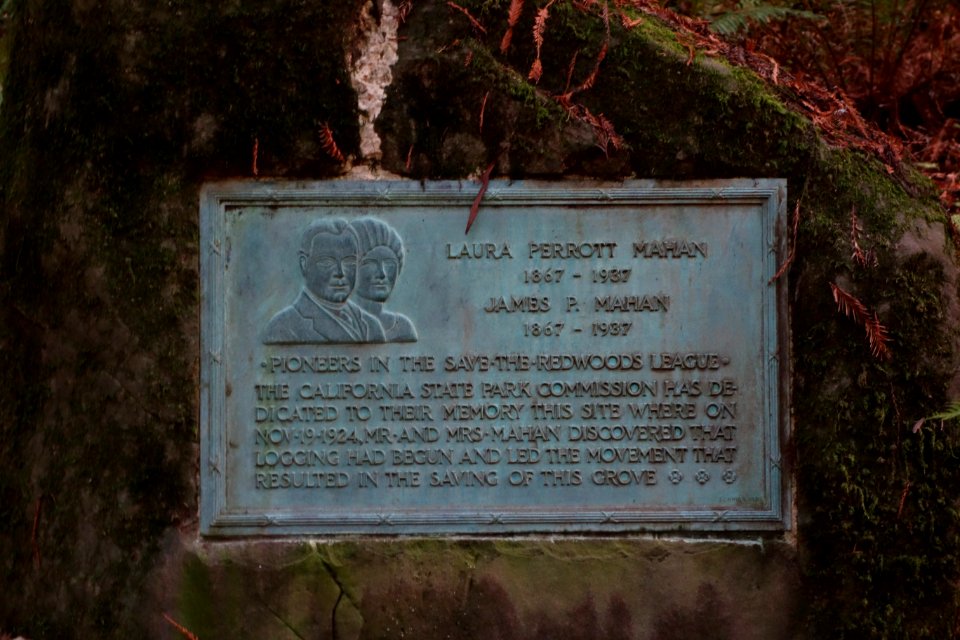 LAURA PERROTT MAHAN
1867 - 1937
JAMES P. MAHAN
1867 - 1937
·PIONEERS IN THE SAVE·THE·REDWOODS LEAGUE·
THE CALIFORNIA STATE PARK COMMISSION HAS DE-
DICATED TO THEIR MEMORY THIS SITE WHERE ON
NOV·19·1924, MR·AND MRS·MAHAN DISCOVERED THAT
LOGGING HAD BEGUN AND LED THE MOVEMENT THAT
RESULTED IN THE SAVING OF THIS GROVE